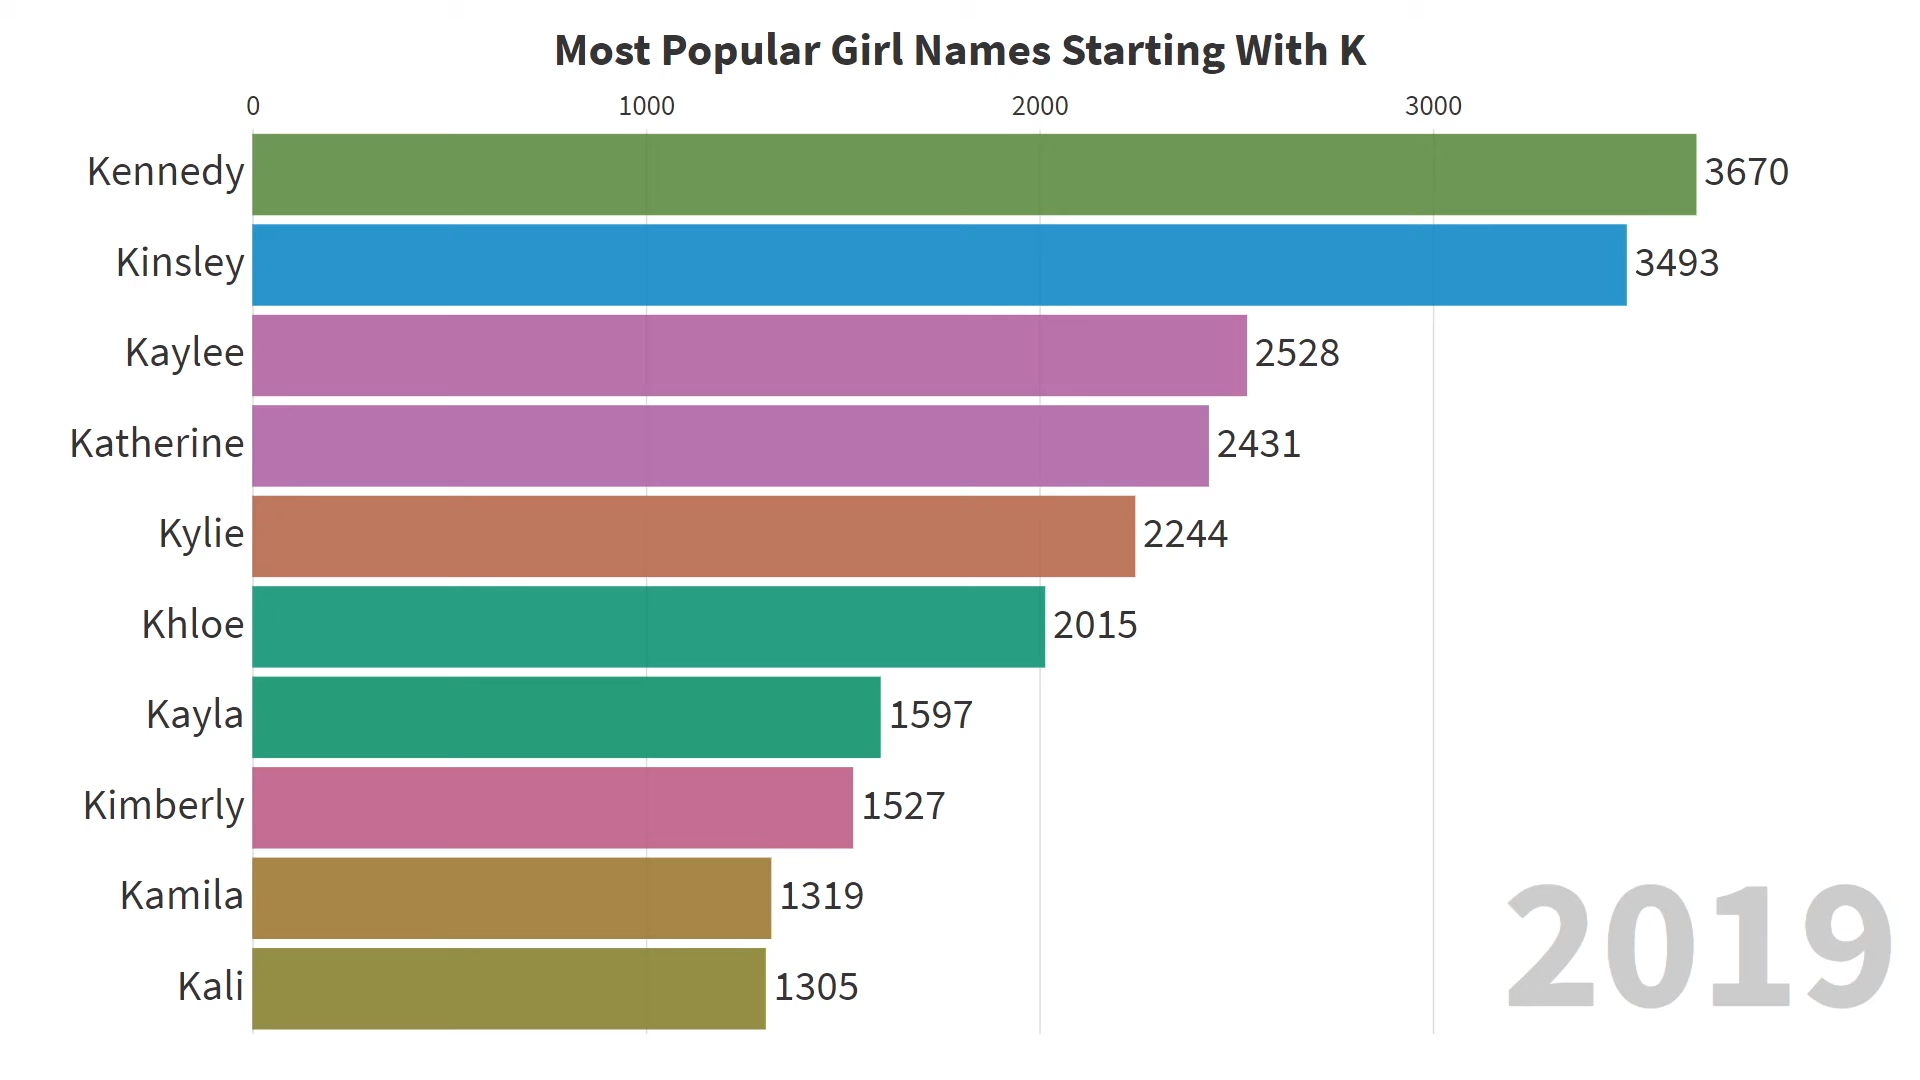 Most Popular Girl Names Starting With K
0 1000 2000 3000
Kennedy 3670
Kinsley 3493
Kaylee 2528
Katherine 2431
Kylie 2244
Khloe 2015
Kayla 1597
Kimberly 1527
Kamila 1319
Kali 1305
2019